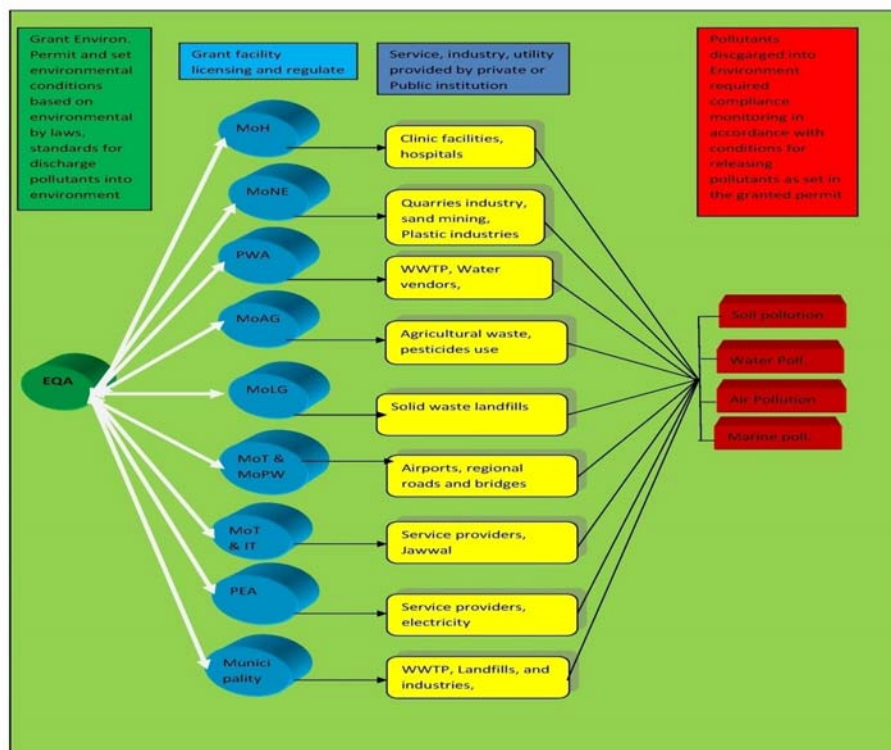 Grant Environ.
Permit and set
environmental
conditions
based on
environmental
by laws,
standards for
discharge
pollutants into
environment
Grant facility
licensing and regulate
Service, industry, utility
provided by private or
Public institution
Pollutants
discgarged into
Environment
required
compliance
monitoring in
accordance with
conditions for
releasing
pollutants as set in
the granted permit
EQA
MoH
Clinic facilities,
hospitals
MoNE
Quarries industry,
sand mining,
Plastic industries
PWA
WWTP, Water
vendors,
MoAG
Agricultural waste,
pesticides use
MoLG
Solid waste landfills
MoT &
MoPW
Airports, regional
roads and bridges
MoT
& IT
Service providers,
Jawwal
PEA
Service providers,
electricity
Munici
pality
WWTP, Landfills, and
industries,
Soil pollution
Water Poll.
Air Pollution
Marine poll.